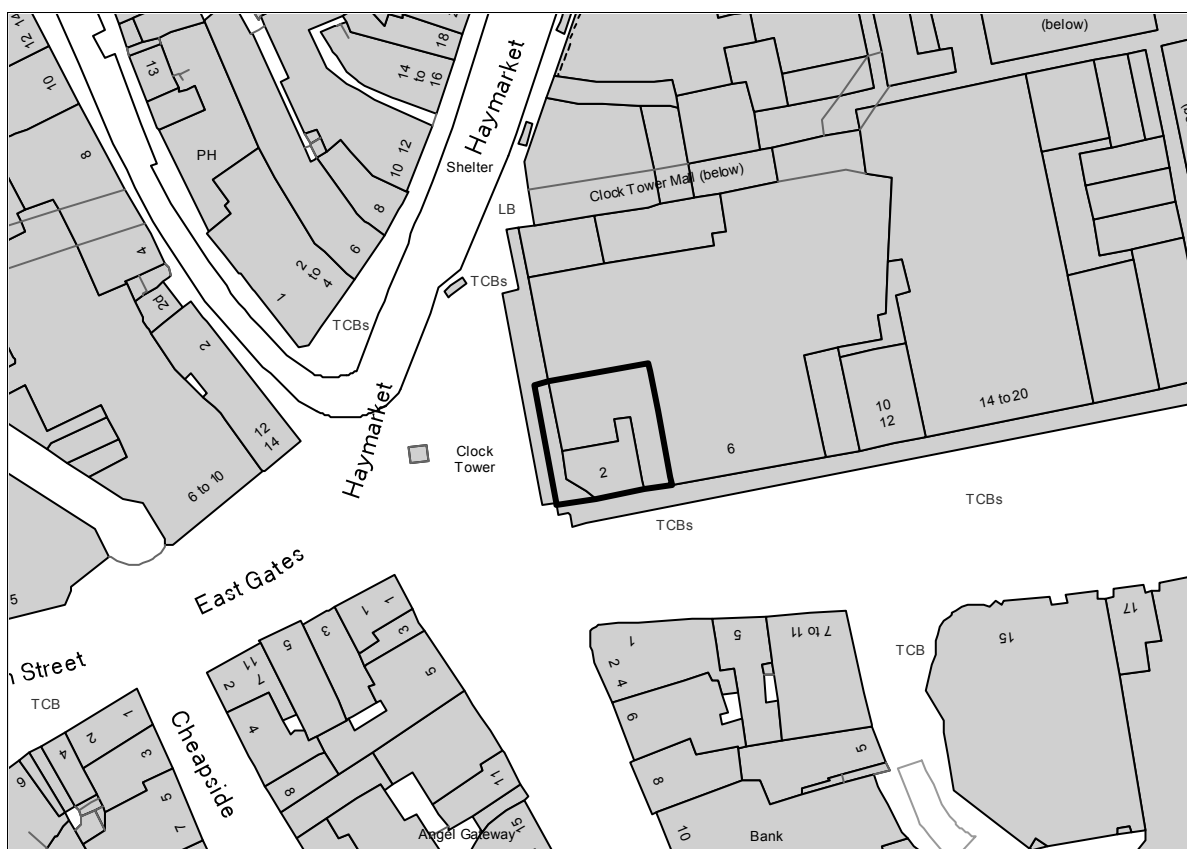 12 14
10
13
18
14
to
16
(below)
Haymarket
Shelter
PH
10 12
8
Clock Tower Mall (below)
LB
8
6
4
2
to
4
TCBs
1
TCBs
2d
2
Haymarket
12
14
Clock
Tower
6 to 10
2
6
10
12
14 to 20
TCBs
TCBs
East Gates
5
1
1
3
3
5
11
7
2
5
4
1
2
4
6
5
7 to 11
TCB
15
17
n Street
TCB
Cheapside
1
2
4
6
3
5
7
8
11
15
Angel Gateway
8
10
5
Bank